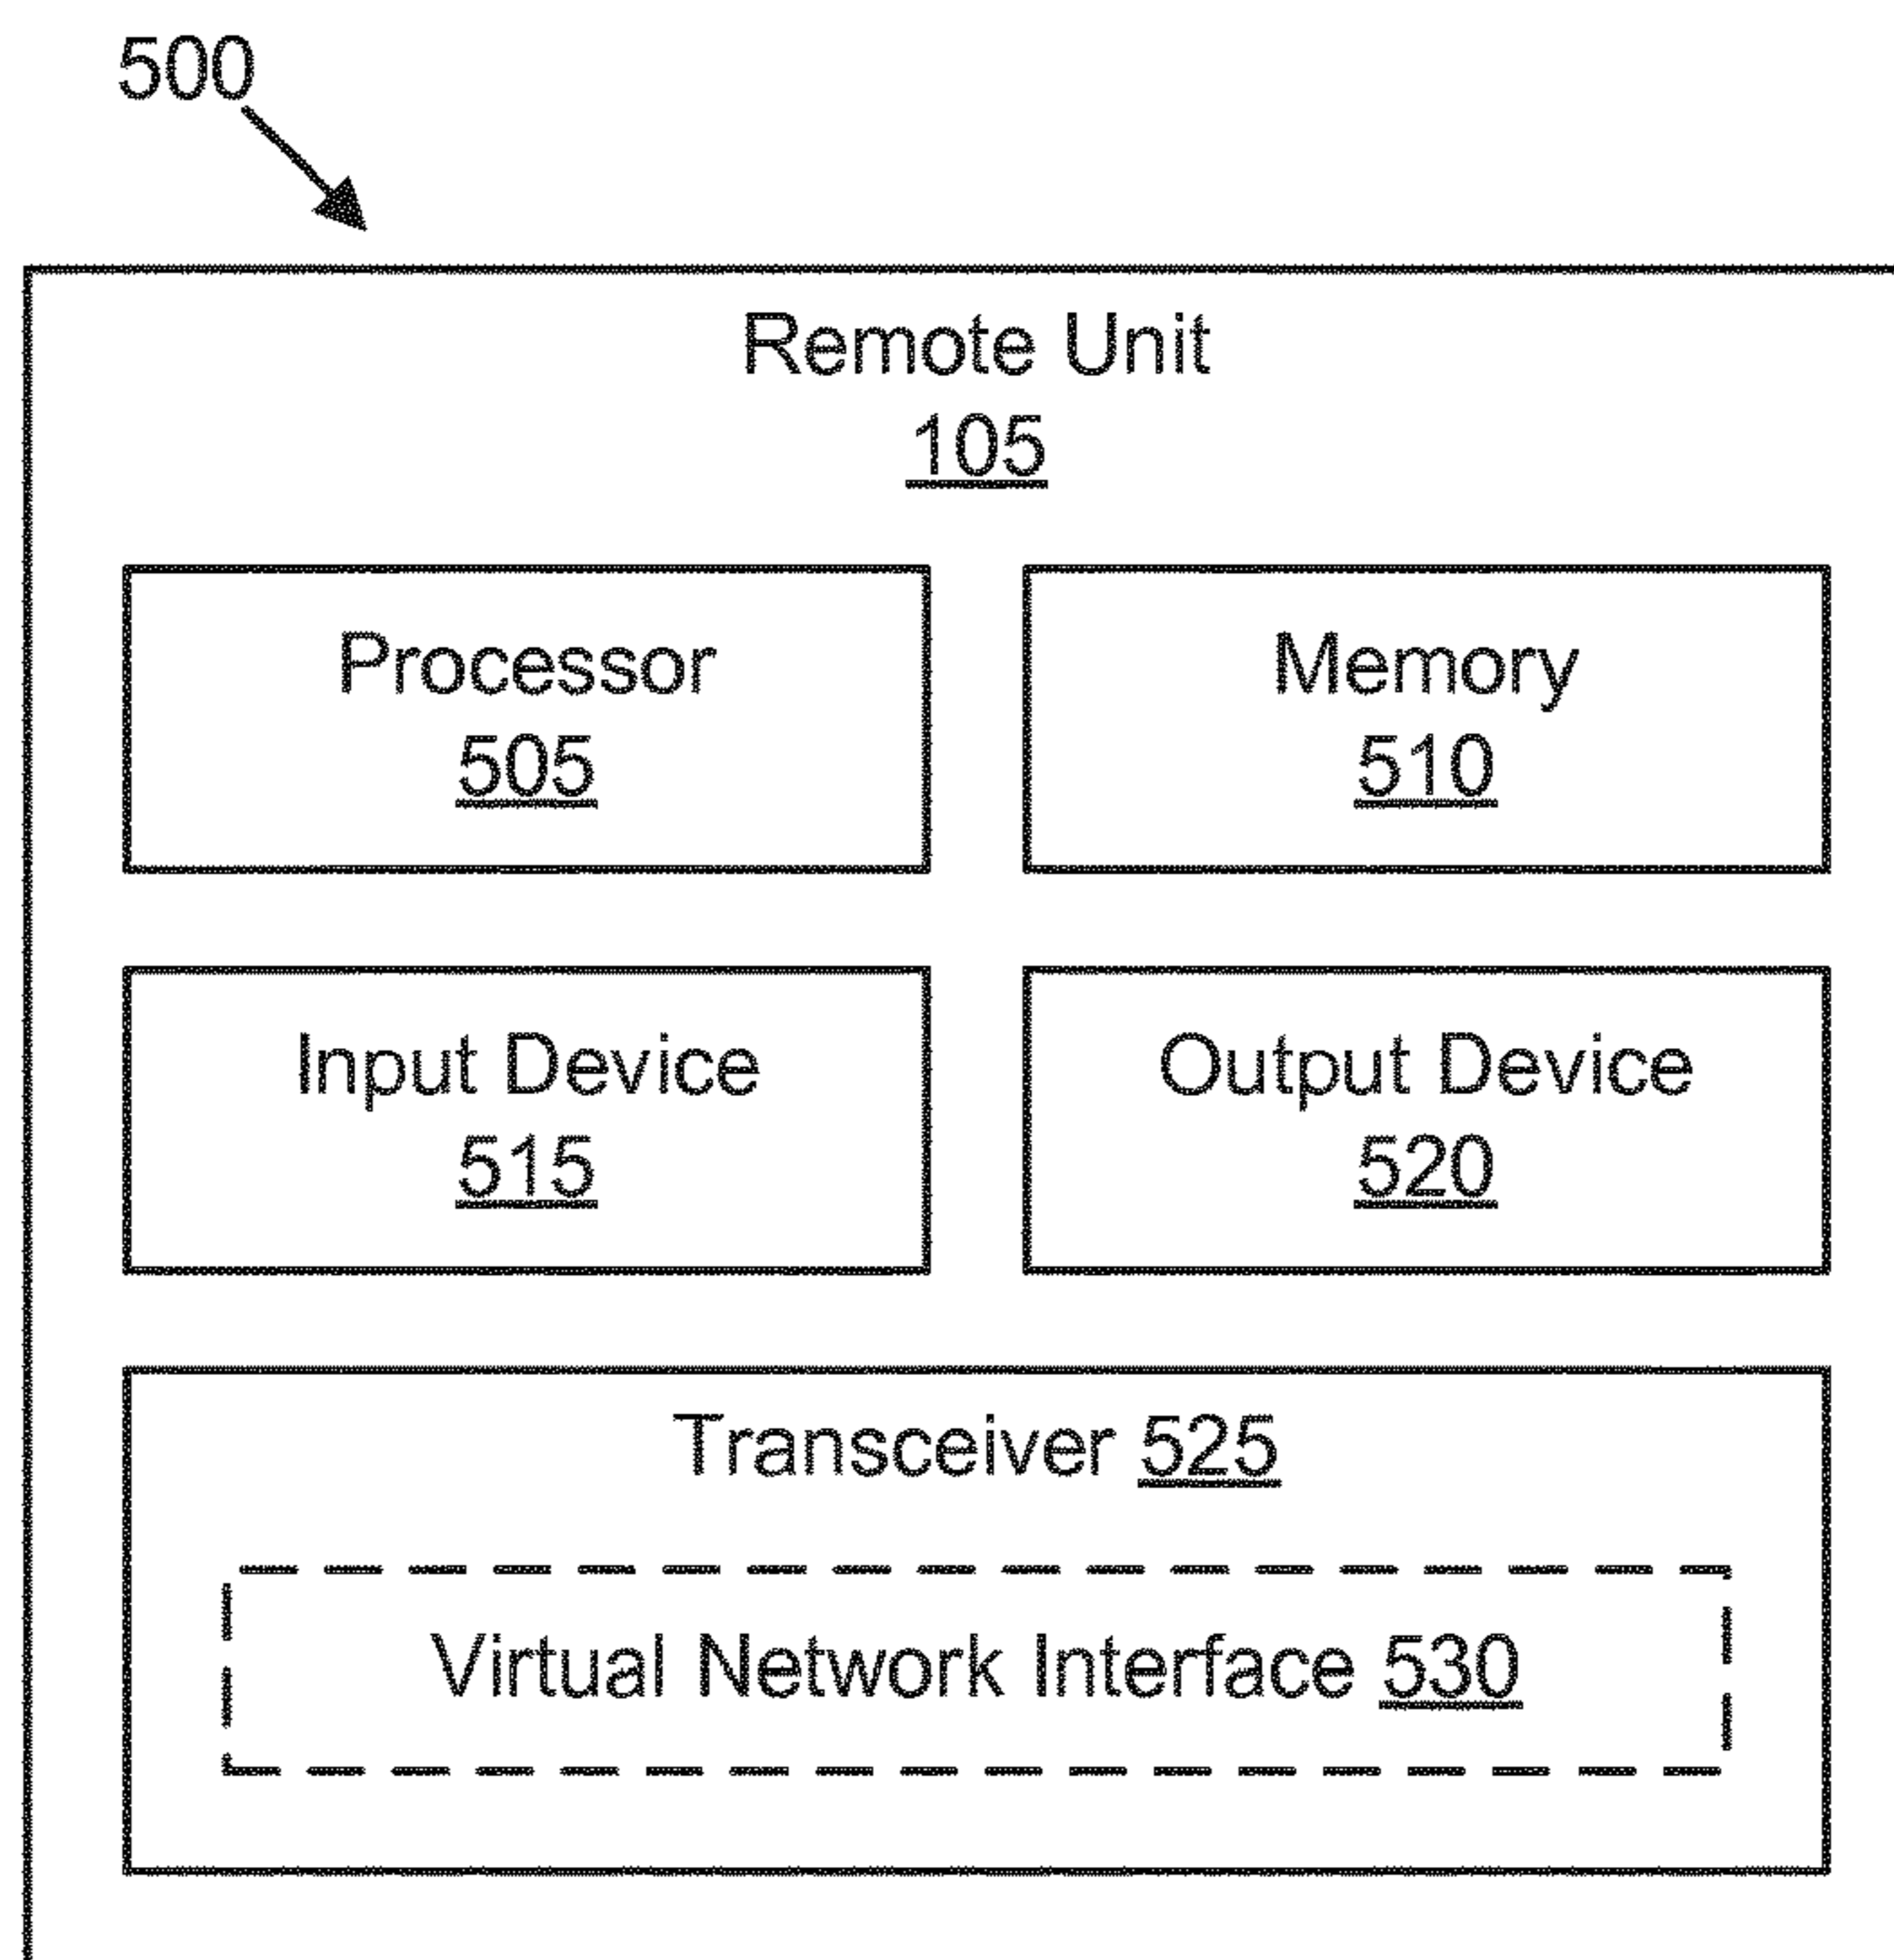 500
Remote Unit
105
Processor
505
Memory
510
Input Device
515
Output Device
520
Transceiver 525
Virtual Network Interface 530